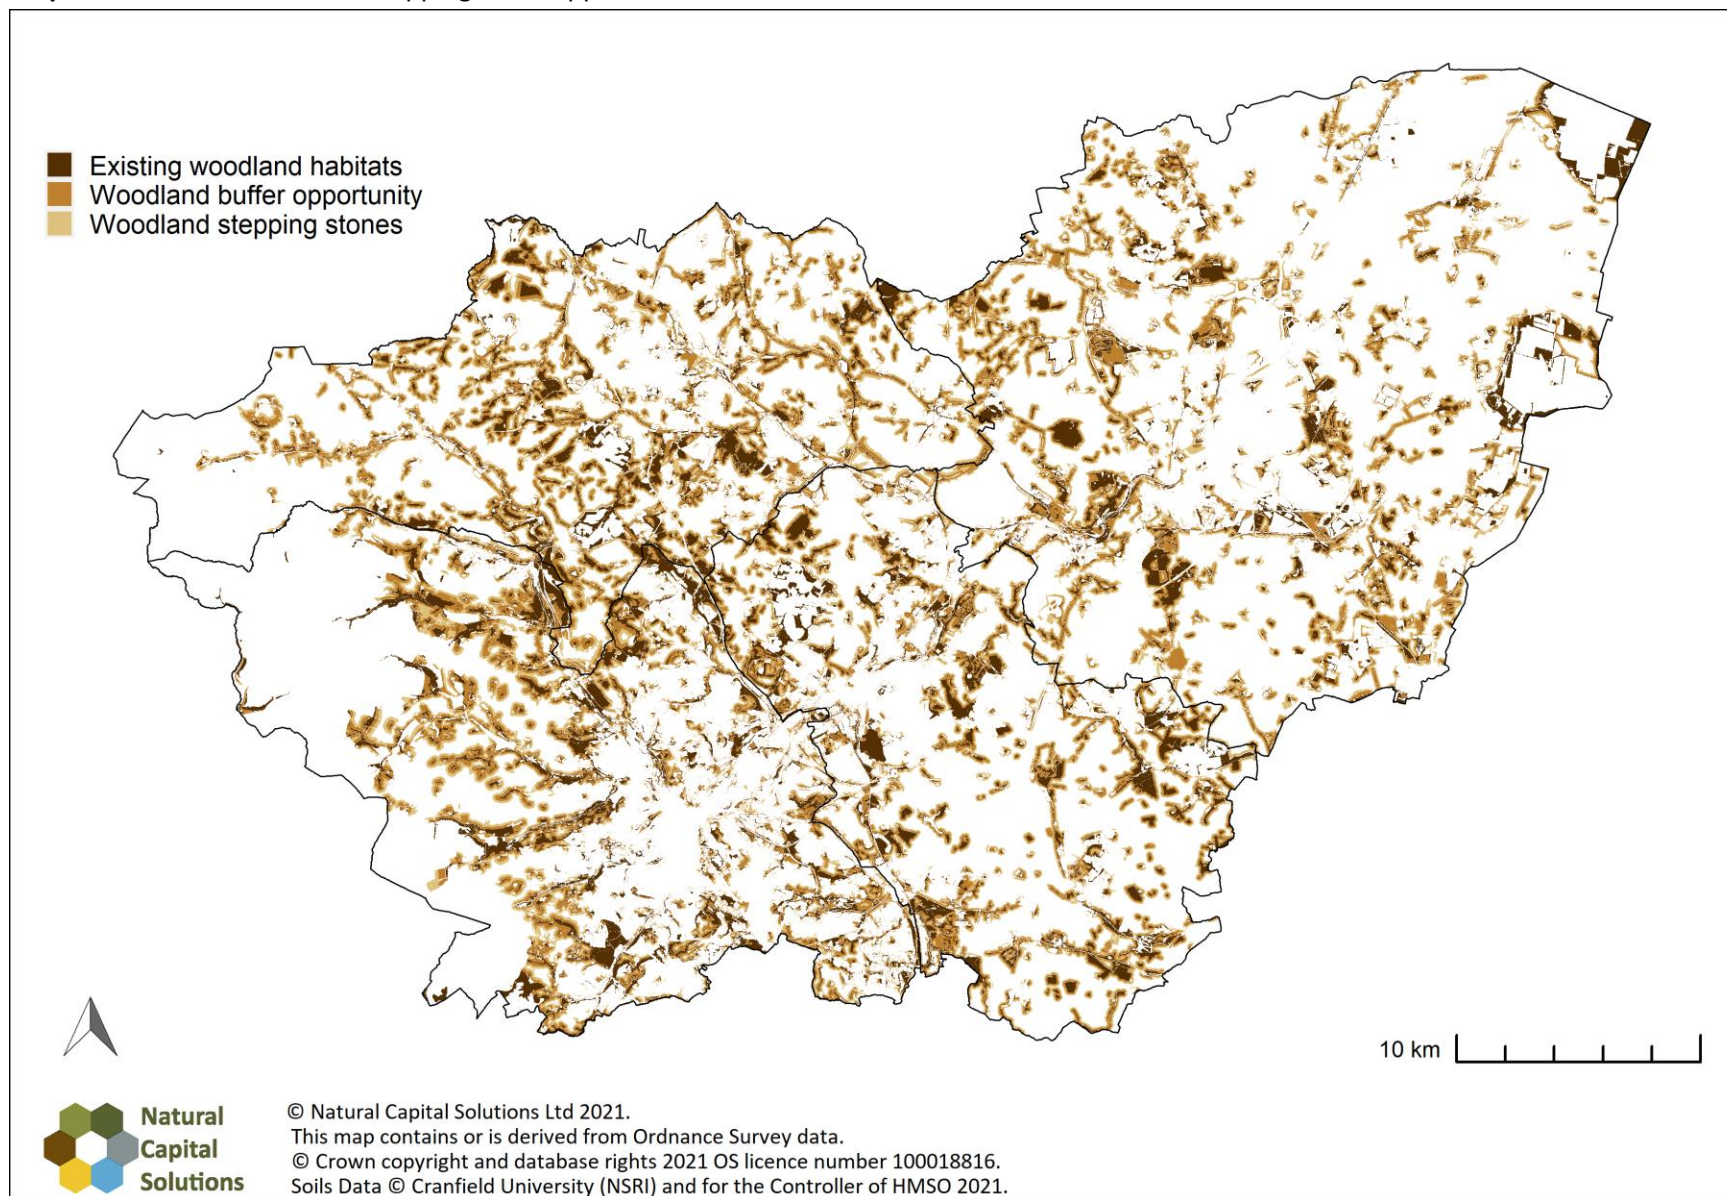 Existing woodland habitats
Woodland buffer opportunity
Woodland stepping stones
10 km
Natural
Capital
Solutions
© Natural Capital Solutions Ltd 2021.
This map contains or is derived from Ordnance Survey data.
© Crown copyright and database rights 2021 OS licence number 100018816.
Soils Data © Cranfield University (NSRI) and for the Controller of HMSO 2021.